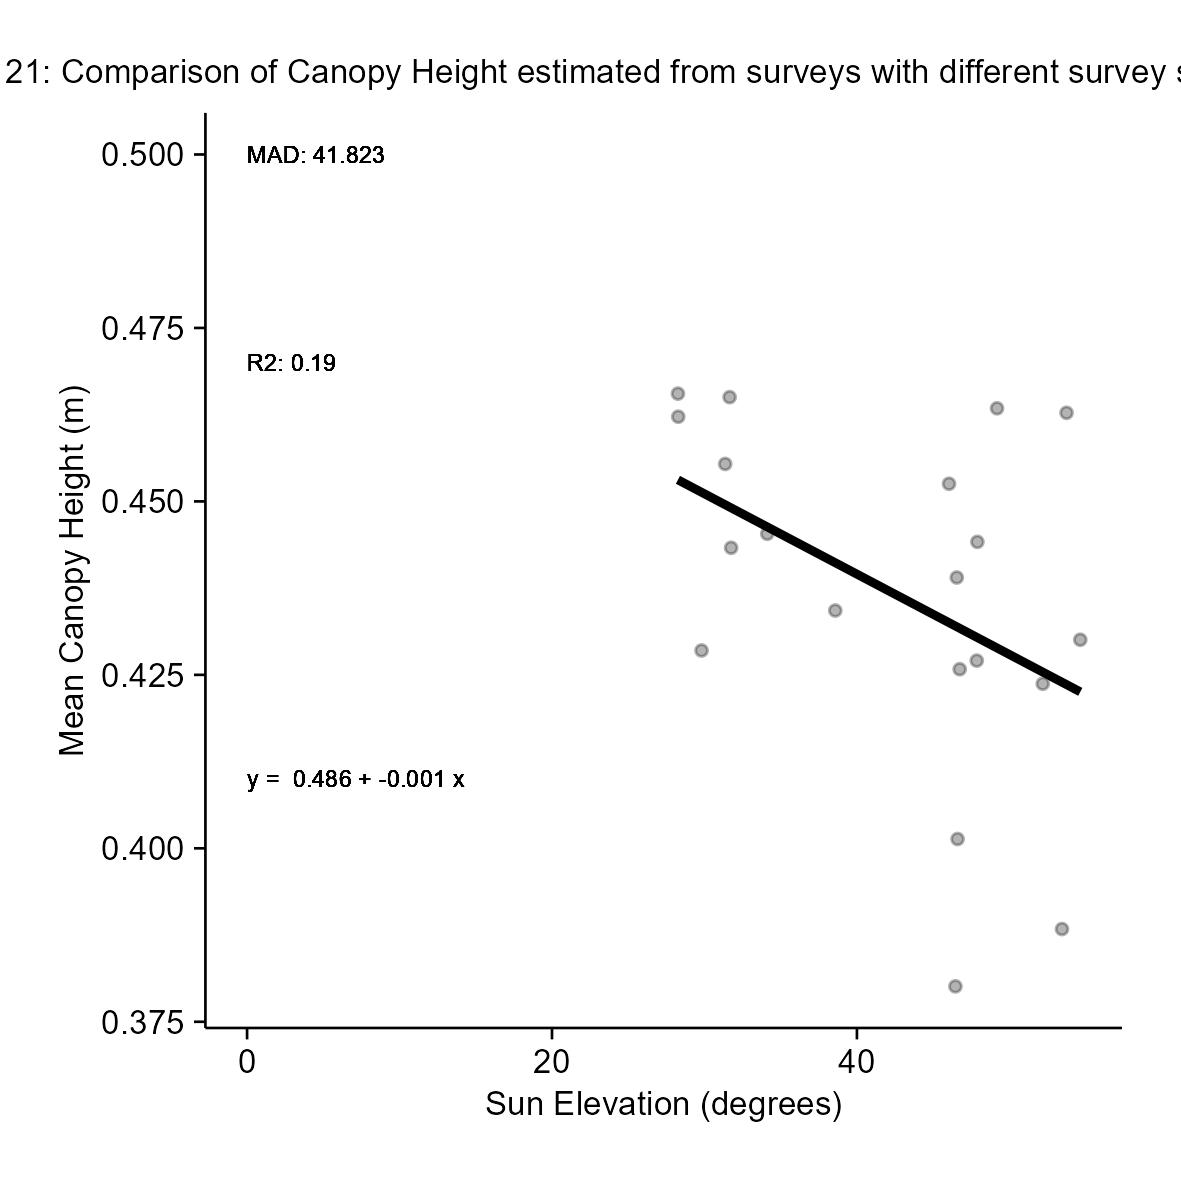 21: Comparison of Canopy Height estimated from surveys with different survey
0.500
MAD: 41.823
0.475
R2: 0.19
0.450
0.425
y =  0.486 + -0.001 x
0.400
0.375
Mean Canopy Height (m)
0 20 40
Sun Elevation (degrees)